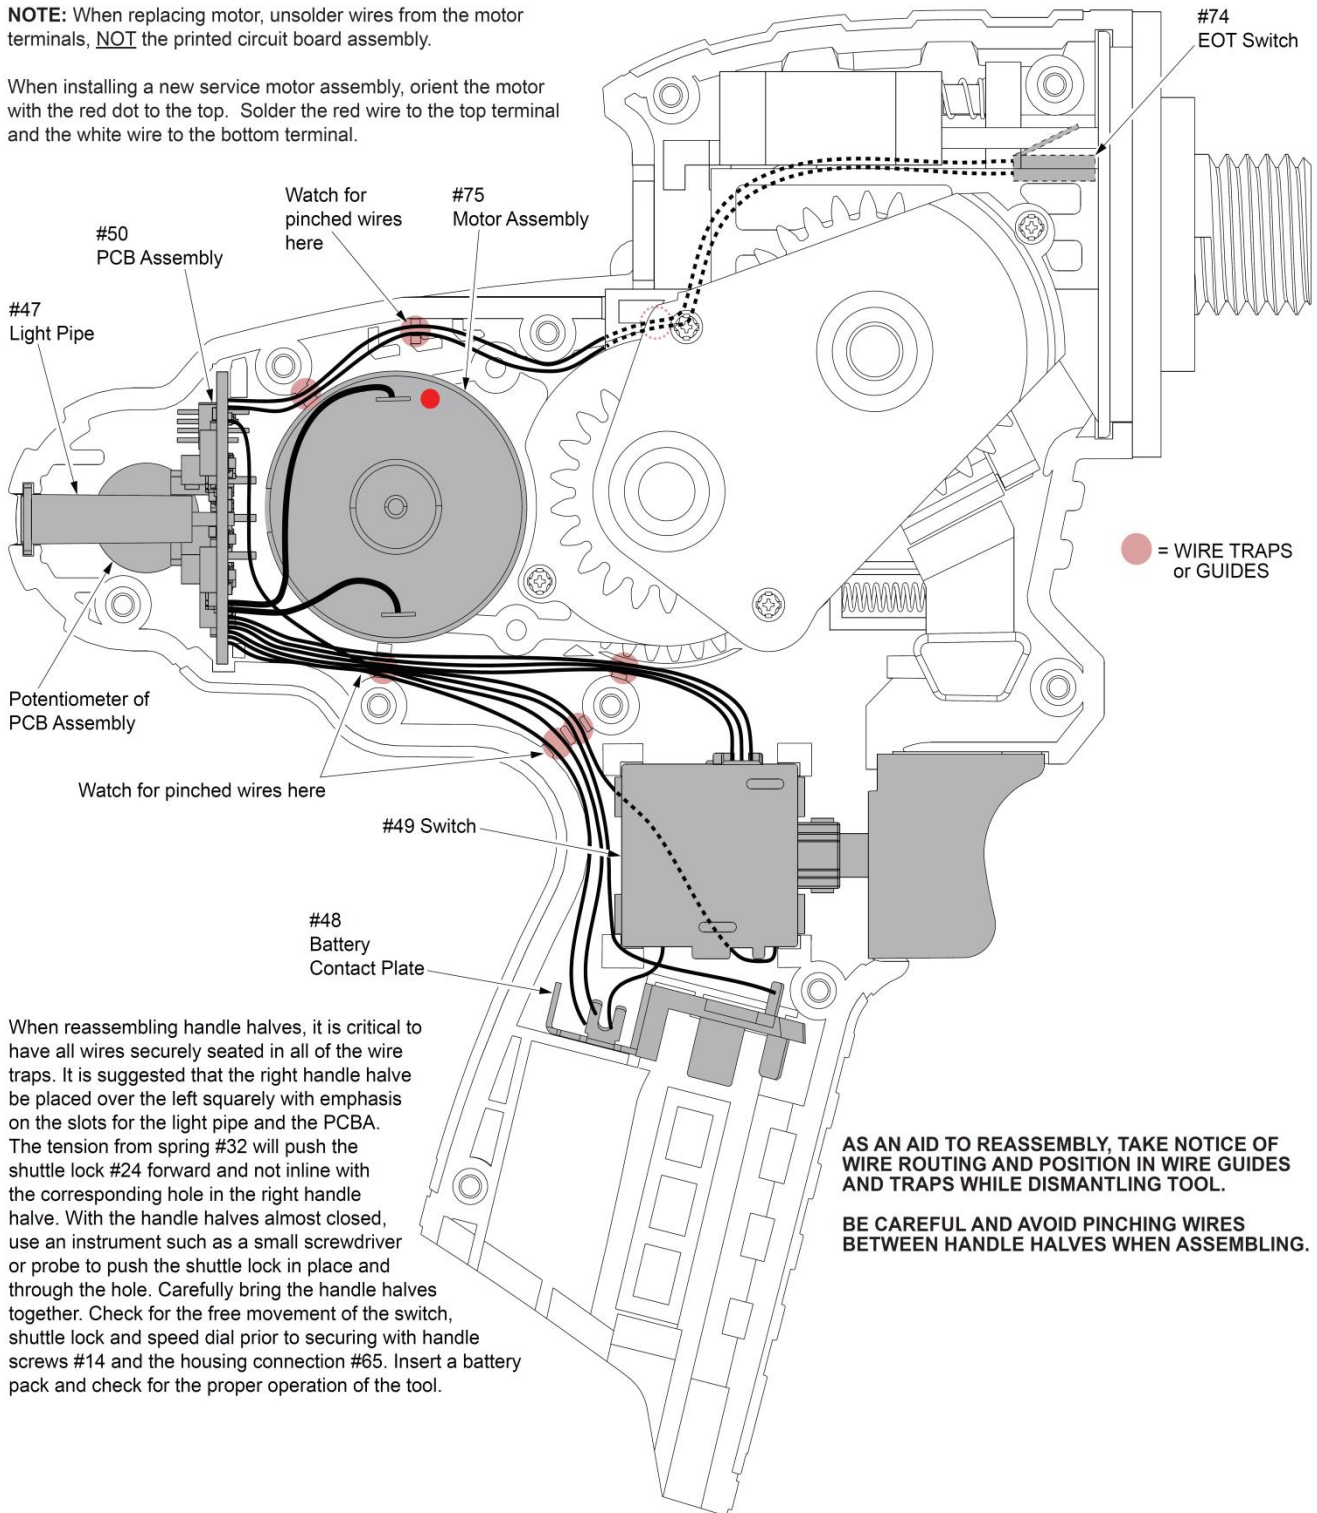 NOTE: When replacing motor, unsolder wires from the motor
terminals, NOT the printed circuit board assembly.
When installing a new service motor assembly, orient the motor
with the red dot to the top.  Solder the red wire to the top terminal
and the white wire to the bottom terminal.
#74
EOT Switch
Watch for
pinched wires
here
#75
Motor Assembly
#50
PCB Assembly
#47
Light Pipe
= WIRE TRAPS
or GUIDES
Potentiometer of
PCB Assembly
Watch for pinched wires here
#49 Switch
#48
Battery
Contact Plate
When reassembling handle halves, it is critical to
have all wires securely seated in all of the wire
traps. It is suggested that the right handle halve
be placed over the left squarely with emphasis
on the slots for the light pipe and the PCBA.
The tension from spring #32 will push the
shuttle lock #24 forward and not inline with
the corresponding hole in the right handle
halve. With the handle halves almost closed,
use an instrument such as a small screwdriver
or probe to push the shuttle lock in place and
through the hole. Carefully bring the handle halves
together. Check for the free movement of the switch,
shuttle lock and speed dial prior to securing with handle
screws #14 and the housing connection #65. Insert a battery
pack and check for the proper operation of the tool.
AS AN AID TO REASSEMBLY, TAKE NOTICE OF
WIRE ROUTING AND POSITION IN WIRE GUIDES
AND TRAPS WHILE DISMANTLING TOOL.
BE CAREFUL AND AVOID PINCHING WIRES
BETWEEN HANDLE HALVES WHEN ASSEMBLING.